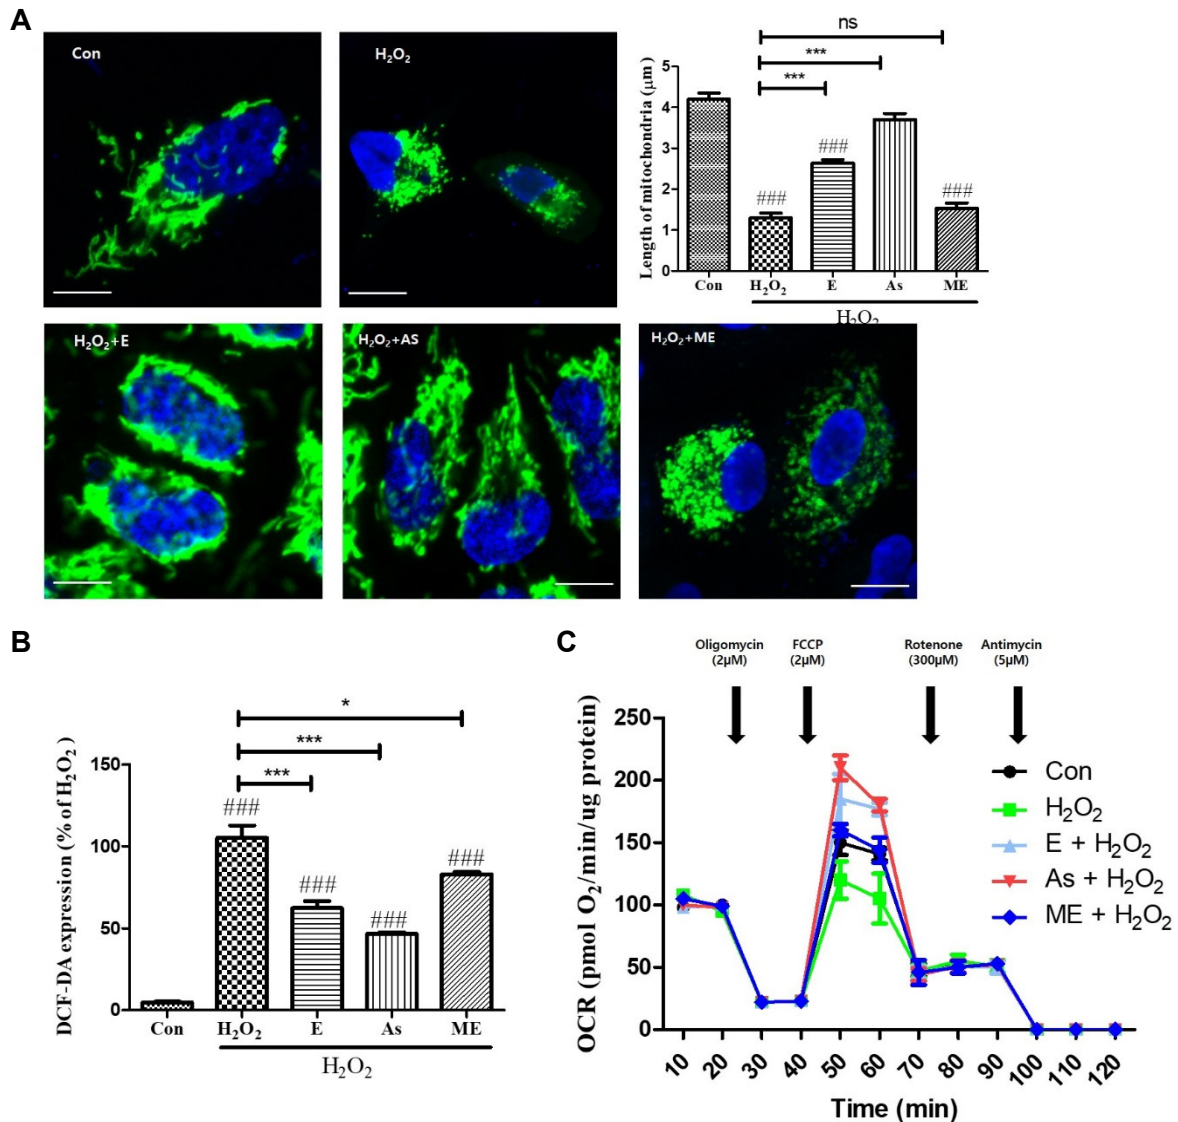 A
Con
H₂O₂
ns
***
***
Length of mitochondria (μm)
5
4
3
2
1
0
###
###
###
Con
H₂O₂
E
As
ME
H₂O₂
H₂O₂+E
H₂O₂+AS
H₂O₂+ME
B
*
***
***
DCF-DA expression (% of H₂O₂)
150
100
50
0
###
###
###
###
Con
H₂O₂
E
As
ME
H₂O₂
C
Oligomycin
(2μM)
FCCP
(2μM)
Rotenone
(300μM)
Antimycin
(5μM)
OCR (pmol O₂/min/ug protein)
250
200
150
100
50
0
Con
H₂O₂
E + H₂O₂
As + H₂O₂
ME + H₂O₂
10 20 30 40 50 60 70 80 90 100 110 120
Time (min)